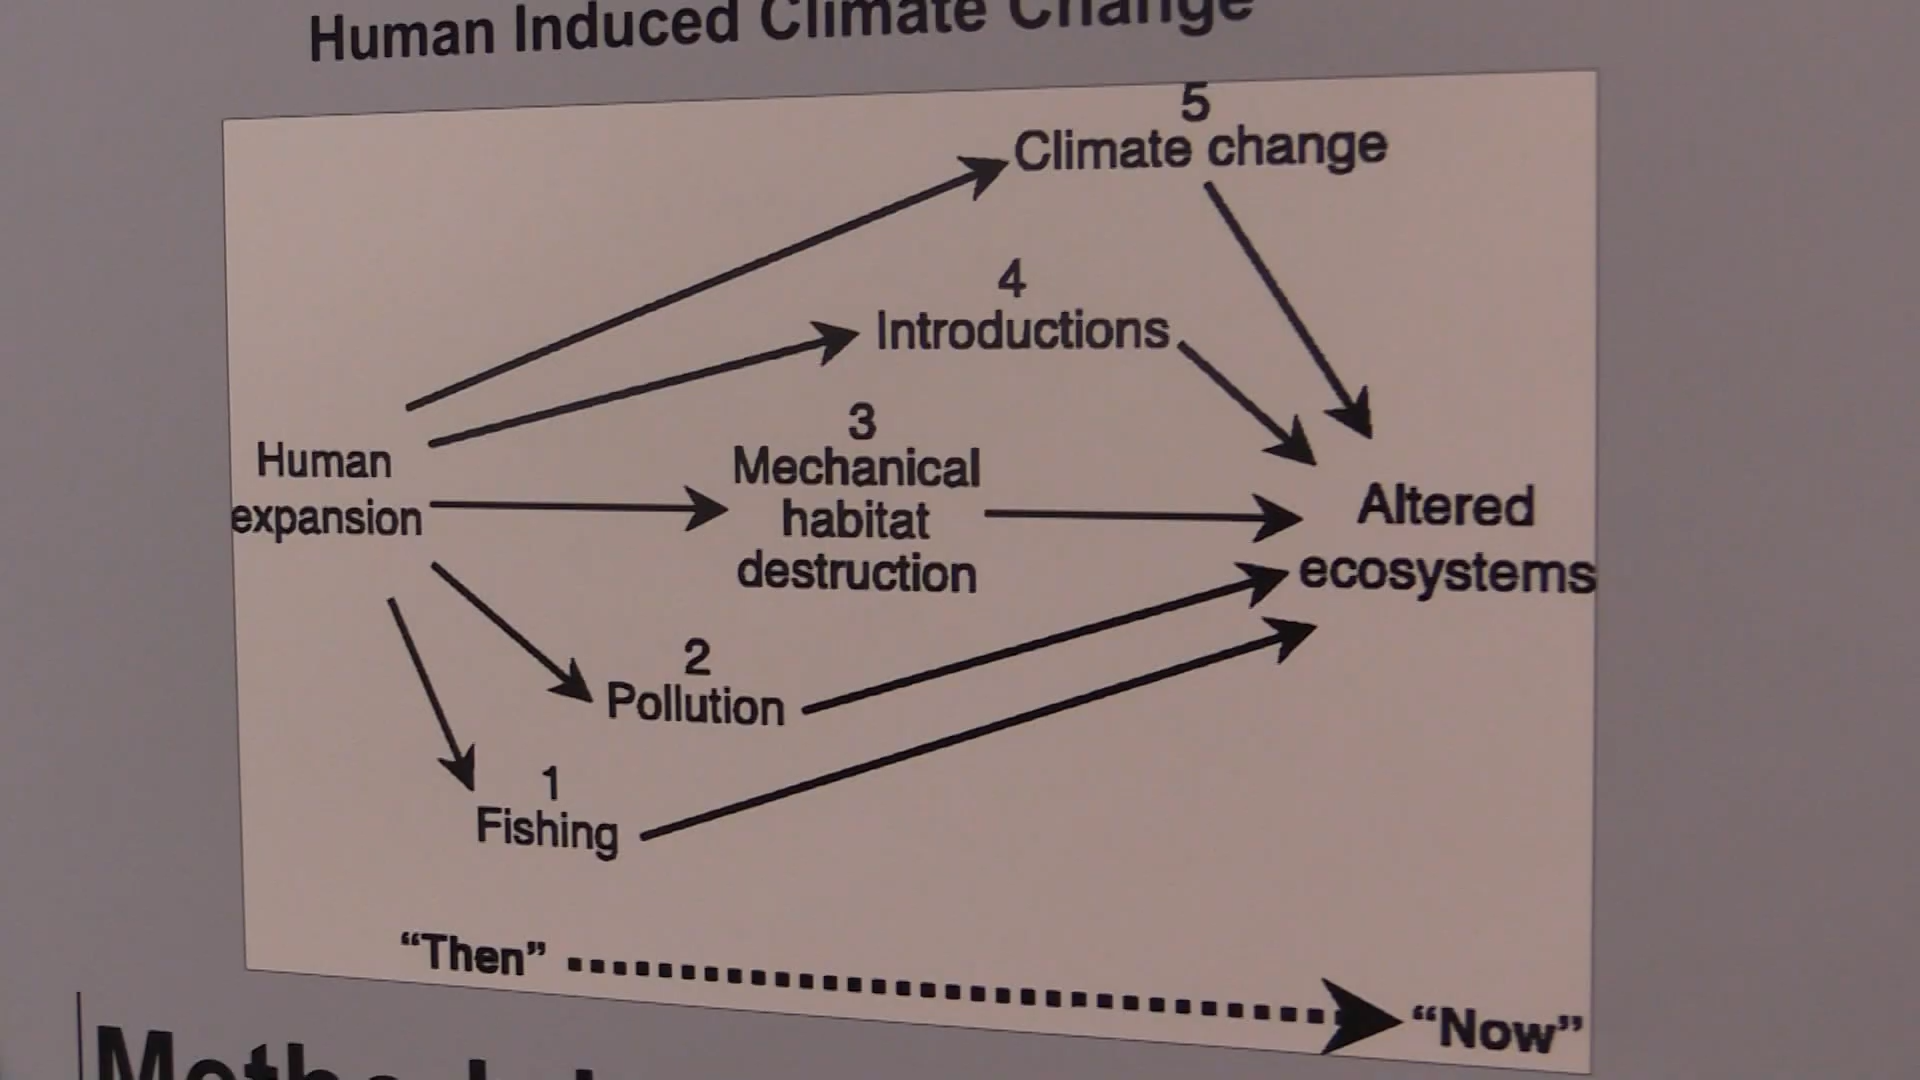 Human Induced Climate Change
5
Climate change
4
Introductions
3
Mechanical
habitat
destruction
Human
expansion
Altered
ecosystems
2
Pollution
1
Fishing
“Then”
“Now”